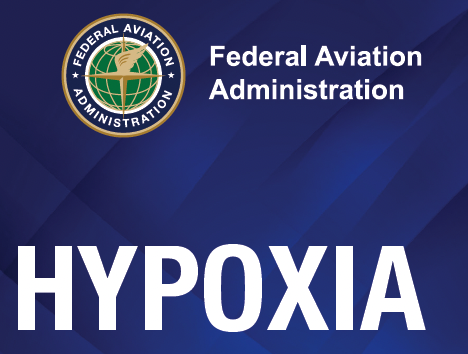 FEDERAL AVIATION
ADMINISTRATION
Federal Aviation
Administration
HYPOXIA